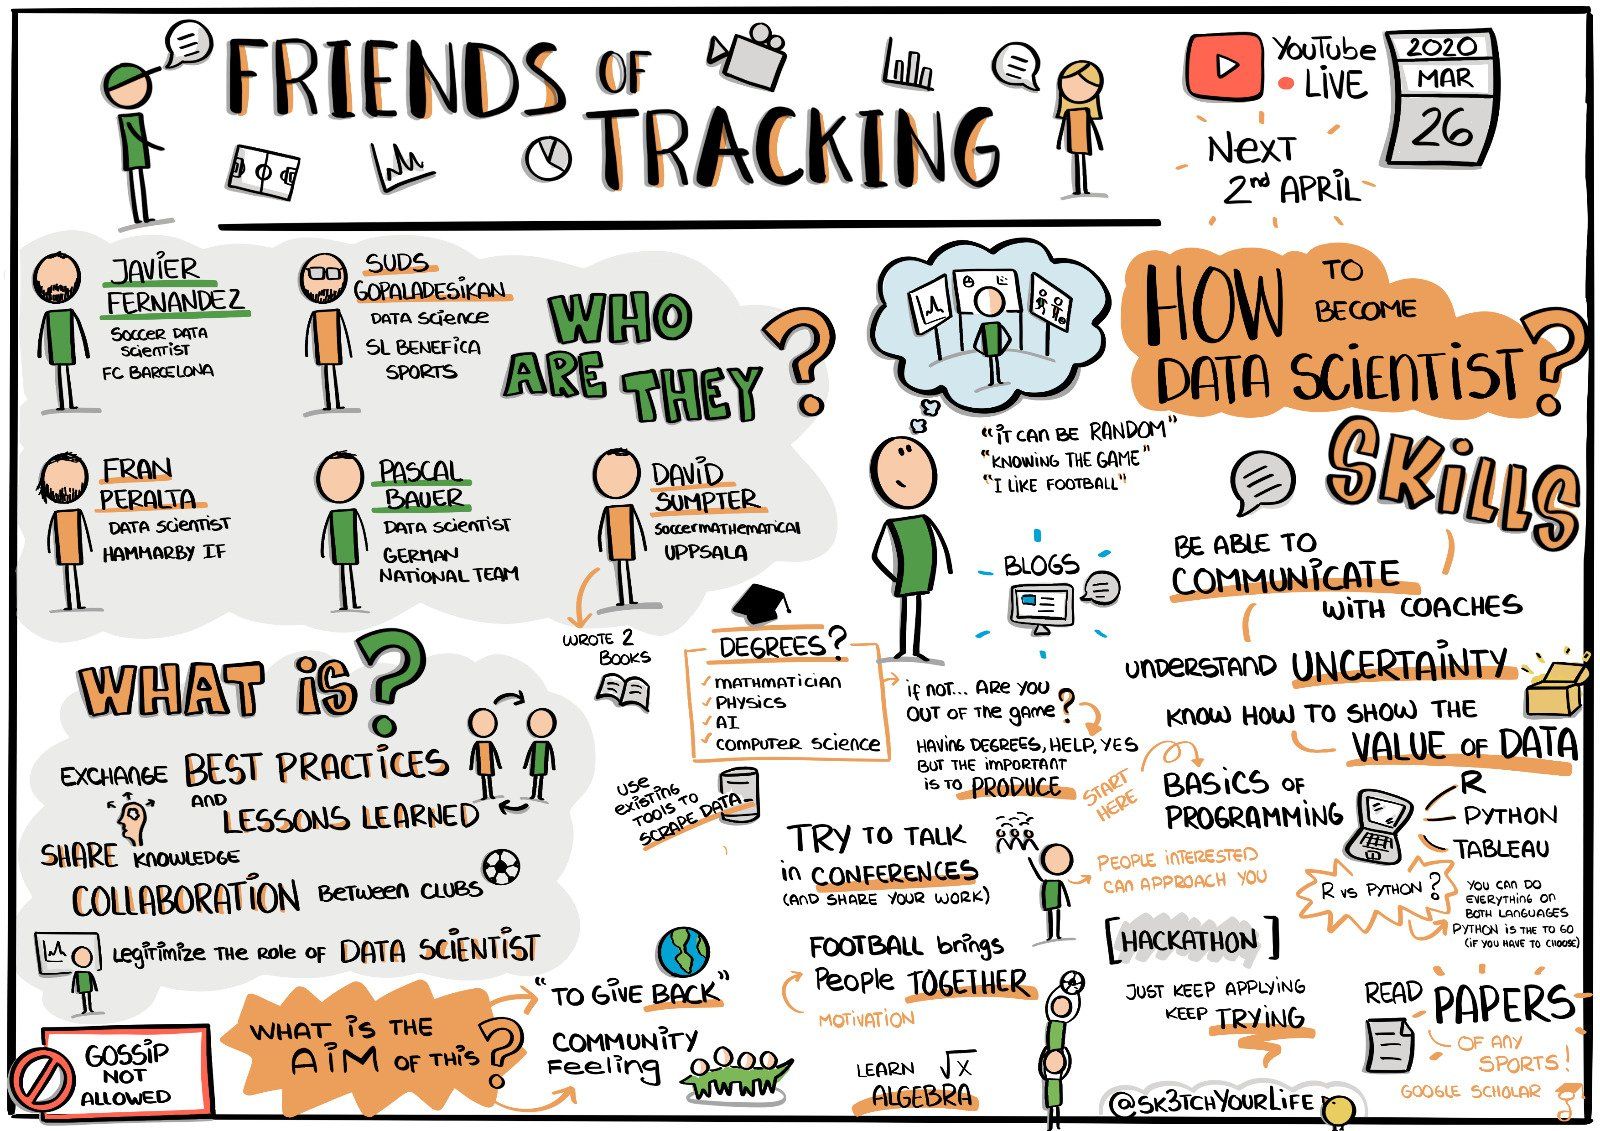 FRIENDS OF
TRACKING
YouTube
LIVE
2020
MAR
26
NEXT
2nd APRIL
JAVIER
FERNANDEZ
SOCCER DATA
SCIENTIST
FC BARCELONA
SUDS
GOPALADESIKAN
DATA SCIENCE
SL BENEFICA
SPORTS
WHO
ARE THEY?
FRAN
PERALTA
DATA SCIENTIST
HAMMARBY IF
PASCAL
BAUER
DATA SCIENTIST
GERMAN
NATIONAL TEAM
DAVID
SUMPTER
SOCCERMATHEMATICAL
UPPSALA
WROTE 2
BOOKS
WHAT IS?
EXCHANGE BEST PRACTICES
AND
LESSONS LEARNED
SHARE KNOWLEDGE
COLLABORATION BETWEEN CLUBS
LEGITIMIZE THE ROLE OF DATA SCIENTIST
GOSSIP
NOT
ALLOWED
WHAT IS THE
AIM OF THIS?
"TO GIVE BACK"
COMMUNITY
FEELING
HOW TO
BECOME
DATA SCIENTIST?
"IT CAN BE RANDOM"
"KNOWING THE GAME"
"I LIKE FOOTBALL"
BLOGS
DEGREES?
MATHMATICIAN
PHYSICS
AI
COMPUTER SCIENCE
IF NOT... ARE YOU
OUT OF THE GAME?
HAVING DEGREES, HELP, YES
BUT THE IMPORTANT
IS TO PRODUCE
USE
EXISTING
TOOLS TO
SCRAPE DATA
TRY TO TALK
IN CONFERENCES
(AND SHARE YOUR WORK)
PEOPLE INTERESTED
CAN APPROACH YOU
FOOTBALL BRINGS
PEOPLE TOGETHER
MOTIVATION
LEARN √X
ALGEBRA
SKILLS
BE ABLE TO
COMMUNICATE
WITH COACHES
UNDERSTAND UNCERTAINTY
KNOW HOW TO SHOW THE
VALUE OF DATA
START
HERE
BASICS OF
PROGRAMMING
R
PYTHON
TABLEAU
R VS PYTHON?
YOU CAN DO
EVERYTHING ON
BOTH LANGUAGES
PYTHON IS THE TO GO
(IF YOU HAVE TO CHOOSE)
[HACKATHON]
JUST KEEP APPLYING
KEEP TRYING
READ PAPERS
OF ANY
SPORTS!
GOOGLE SCHOLAR
@SK3TCHYOURLIFE